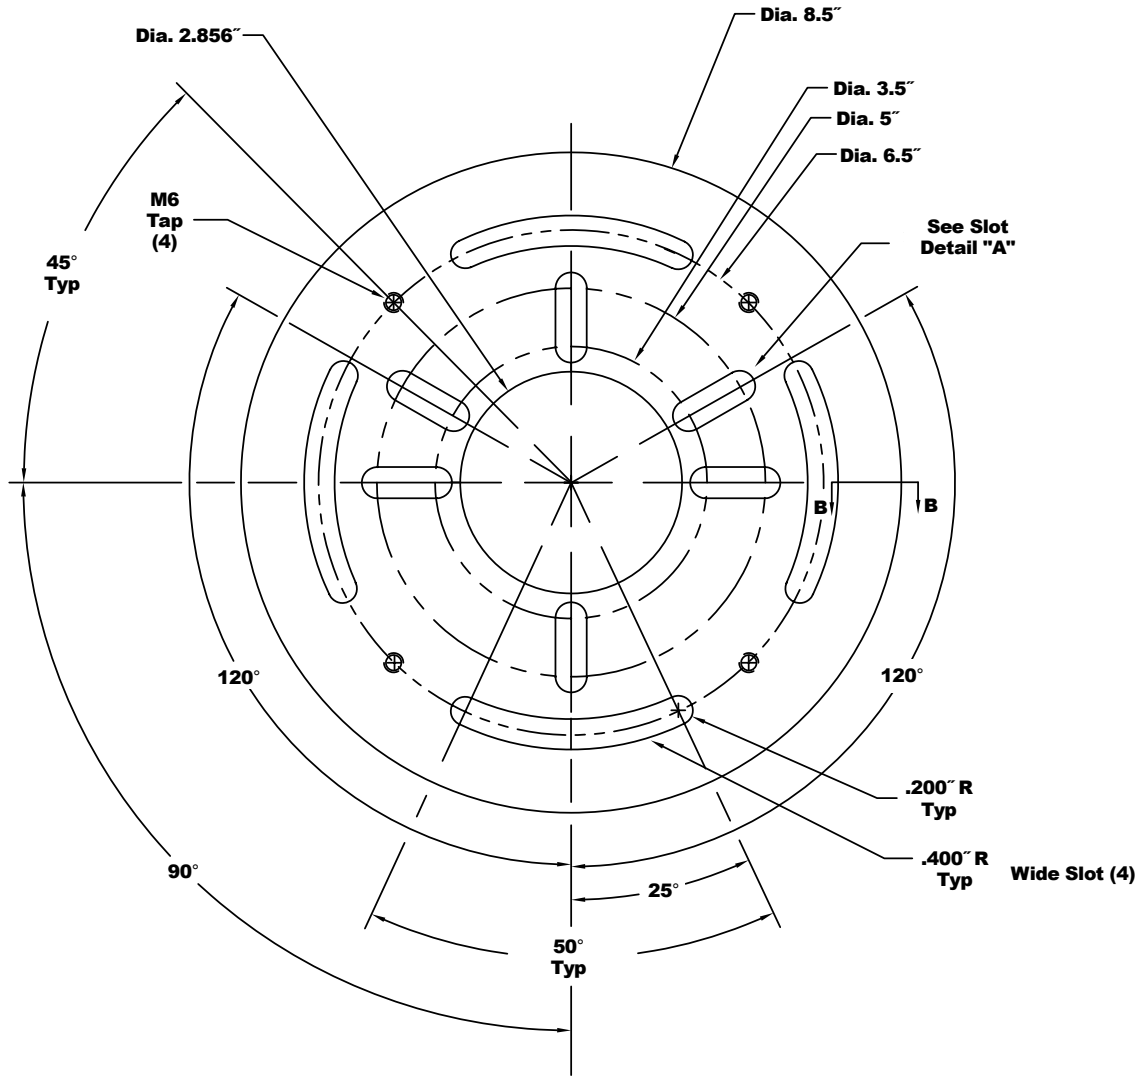 Dia. 8.5″
Dia. 2.856″
Dia. 3.5″
Dia. 5″
Dia. 6.5″
M6
Tap
(4)
See Slot
Detail "A"
45°
Typ
B
B
120°
120°
.200″ R
Typ
.400″ R
Typ
Wide Slot (4)
90°
25°
50°
Typ